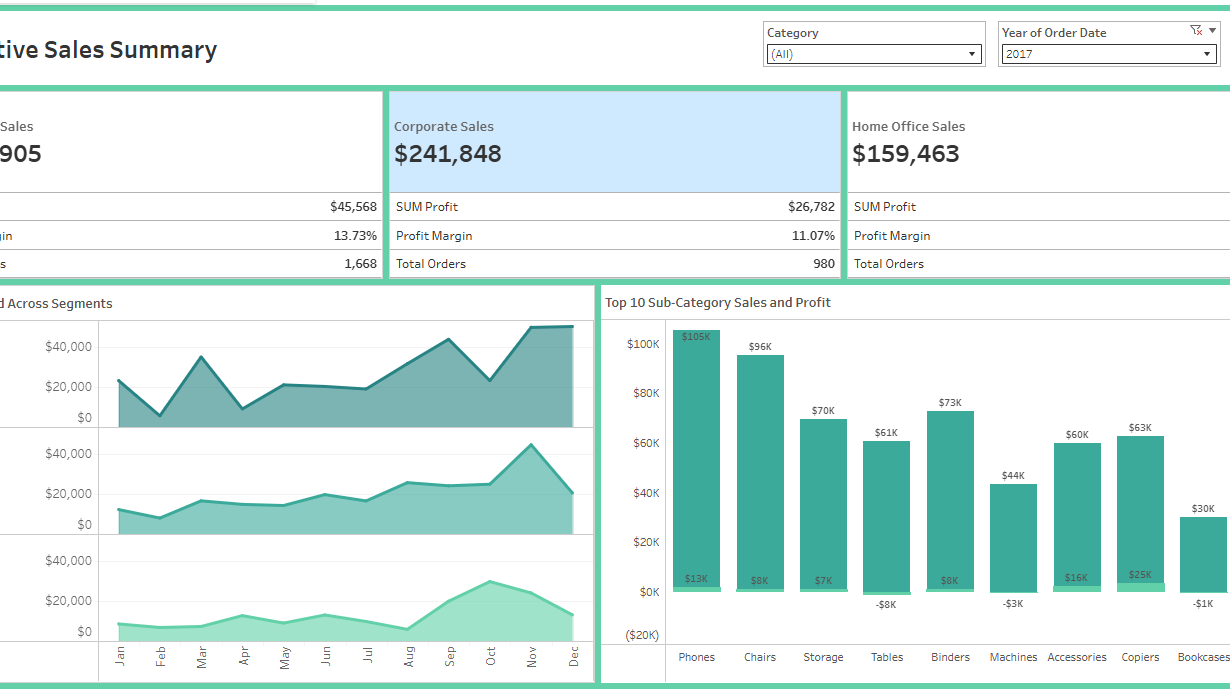 tive Sales Summary
Category
(All)
Year of Order Date
2017
Sales
905
$45,568
in 13.73%
s 1,668
Corporate Sales
$241,848
SUM Profit $26,782
Profit Margin 11.07%
Total Orders 980
Home Office Sales
$159,463
SUM Profit
Profit Margin
Total Orders
d Across Segments
$40,000
$20,000
$0
$40,000
$20,000
$0
$40,000
$20,000
$0
Jan Feb Mar Apr May Jun Jul Aug Sep Oct Nov Dec
Top 10 Sub-Category Sales and Profit
$100K
$80K
$60K
$40K
$20K
$0K
($20K)
$105K $96K $70K $61K $73K $44K $60K $63K $30K
$13K $8K $7K -$8K $8K -$3K $16K $25K -$1K
Phones Chairs Storage Tables Binders Machines Accessories Copiers Bookcases